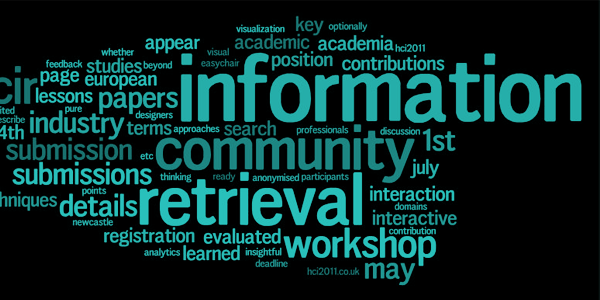 visualization key optionally
whether appear visual academic academia hci2011
feedback studies beyond easychair position contributions
cir page european
lessons papers information
ited pure
escribe designers
4th industry terms approaches search professionals discussion 1st
submission etc community
submissions thinking ready anonymised participants july
hniques points details retrieval interaction
domains
newcastle interactive
registration evaluated workshop contribution
analytics learned insightful
deadline hci2011.co.uk may